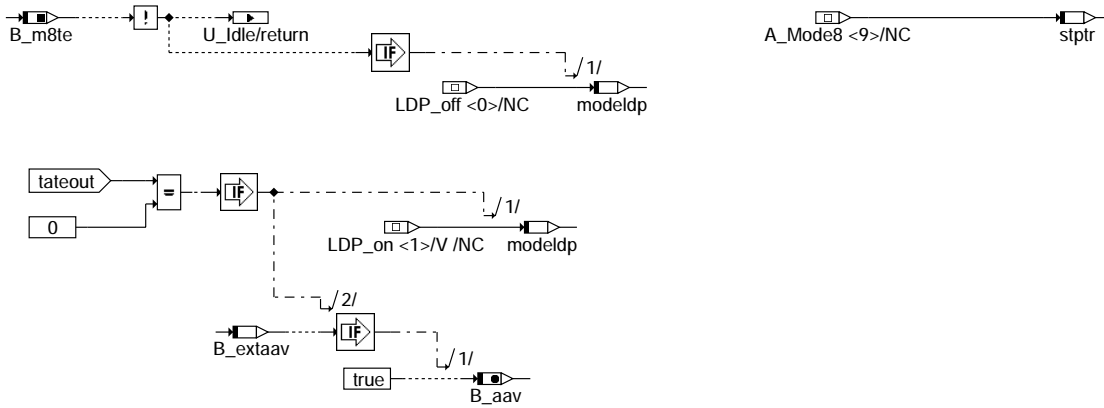 !
B_m8te
U_Idle/return
A_Mode8 <9>/NC
stptr
IF
/1/
LDP_off <0>/NC
modeldp
tateout
=
IF
0
/1/
LDP_on <1>/V /NC
modeldp
/2/
IF
B_extaav
/1/
true
B_aav